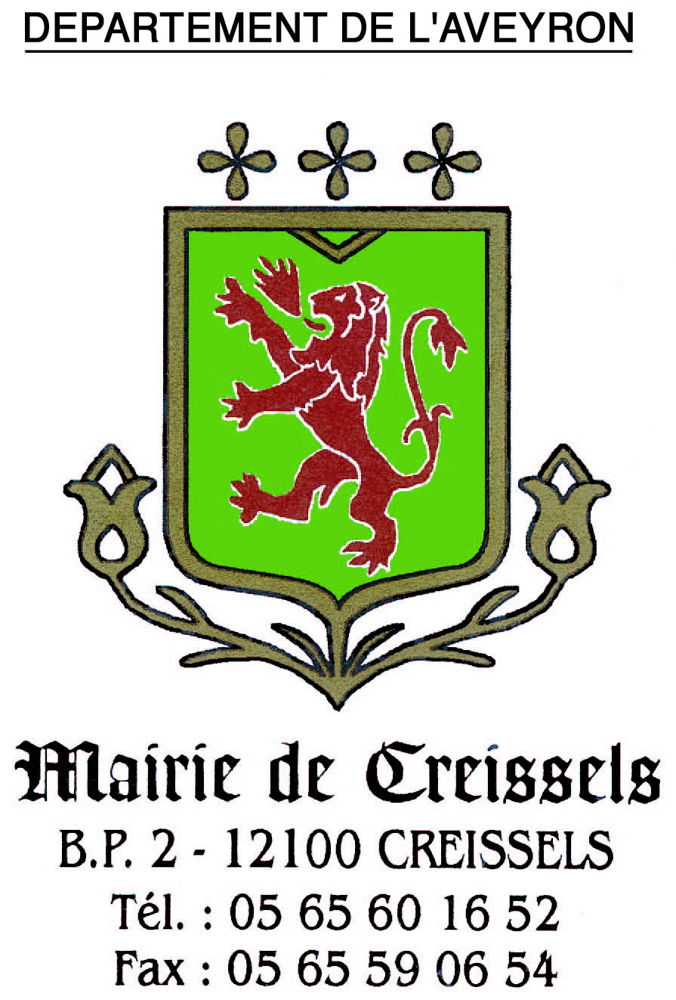 DEPARTEMENT DE L'AVEYRON
Mairie de Creissels
B.P. 2 - 12100 CREISSELS
Tél. : 05 65 60 16 52
Fax : 05 65 59 06 54